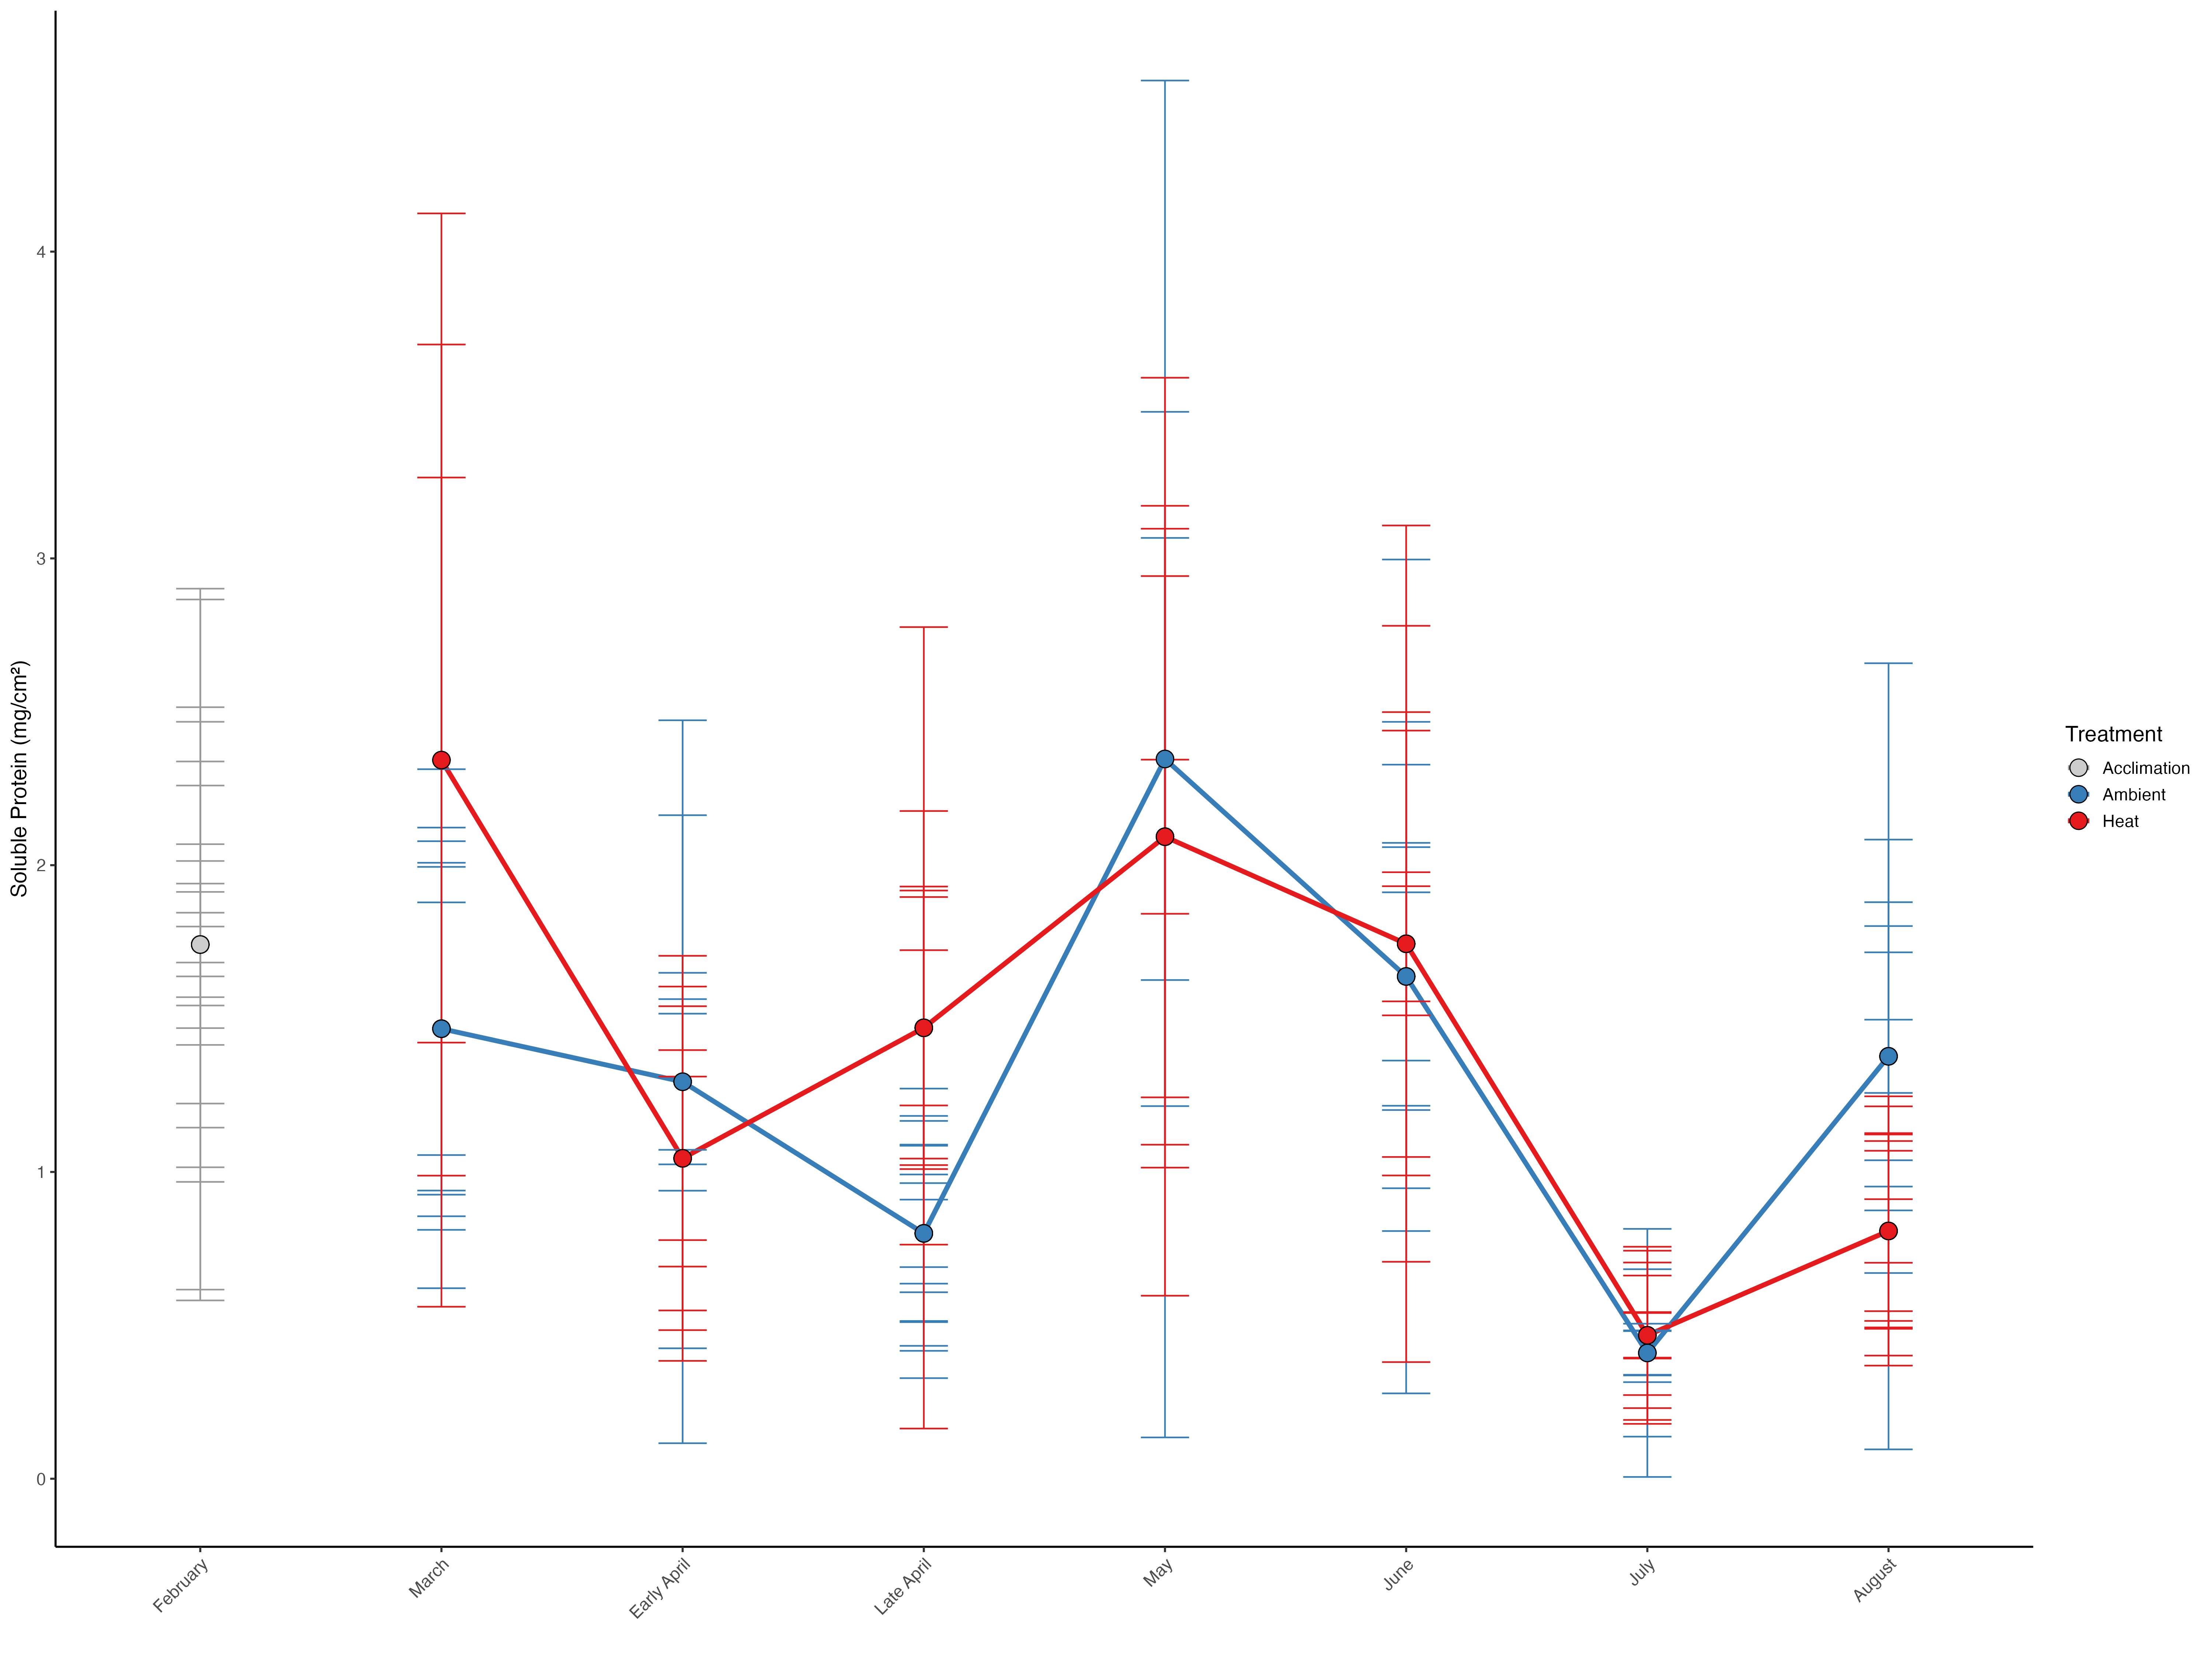 Soluble Protein (mg/cm²)
4
3
2
1
0
February
March
Early April
Late April
May
June
July
August
Treatment
Acclimation
Ambient
Heat